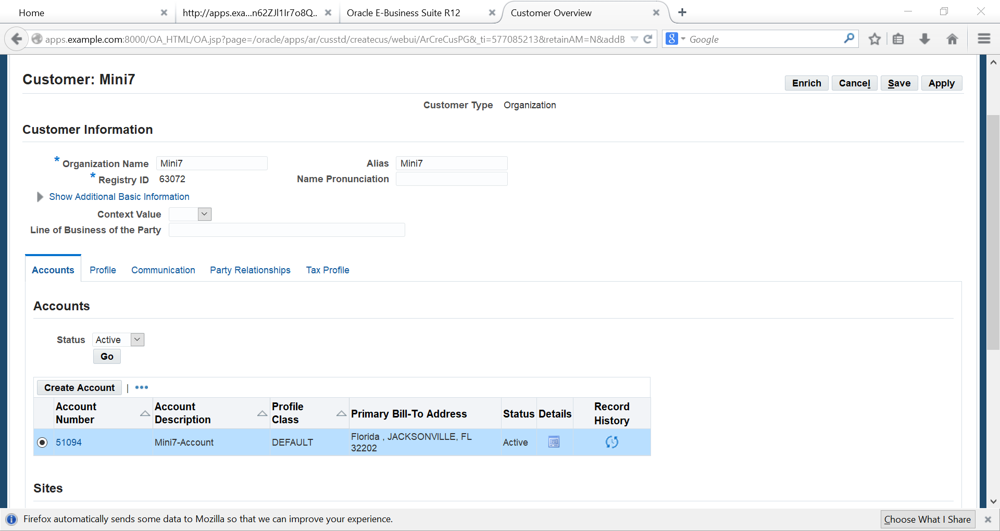 Home
http://apps.exa...n62ZJl1Ir7o8Q..
Oracle E-Business Suite R12
Customer Overview
apps.example.com:8000/OA_HTML/OA.jsp?page=/oracle/apps/ar/cusstd/createcus/webui/ArCreCusPG&_ti=577085213&retainAM=N&addB
8 Google
Customer: Mini7
Enrich
Cancel
Save
Apply
Customer Type Organization
Customer Information
* Organization Name Mini7
Alias Mini7
* Registry ID 63072
Name Pronunciation
Show Additional Basic Information
Context Value
Line of Business of the Party
Accounts
Profile
Communication
Party Relationships
Tax Profile
Accounts
Status Active
Go
Create Account | •••
Account Number
Account Description
Profile Class
Primary Bill-To Address
Status
Details
Record History
51094
Mini7-Account
DEFAULT
Florida , JACKSONVILLE, FL
32202
Active
Sites
Firefox automatically sends some data to Mozilla so that we can improve your experience.
Choose What I Share